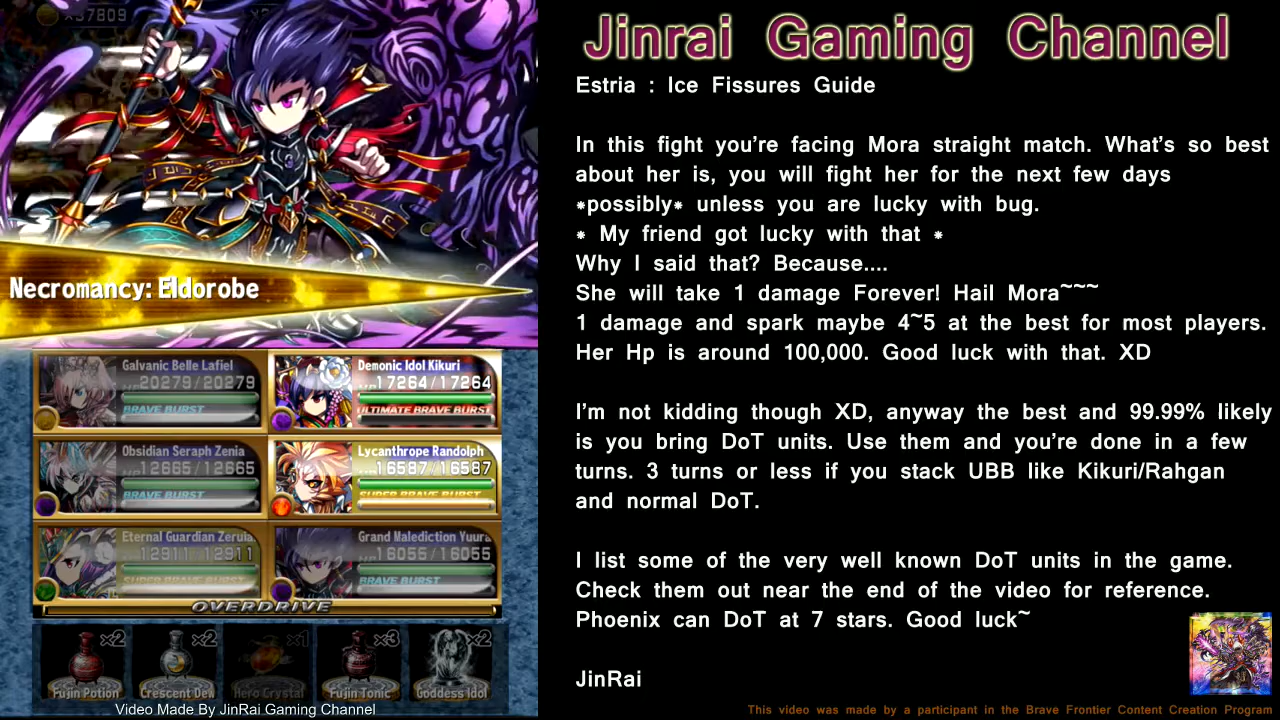 x37809
Necromancy: Eldorobe
Galvanic Belle Lafiel
HP 20279/20279
BRAVE BURST
Demonic Idol Kikuri
HP 17264/17264
ULTIMATE BRAVE BURST
Obsidian Seraph Zenia
HP 12665/12665
BRAVE BURST
Lycanthrope Randolph
HP 16587/16587
SUPER BRAVE BURST
Eternal Guardian Zerula
HP 12911/12911
SUPER BRAVE BURST
Grand Malediction Yuura
HP 16055/16055
BRAVE BURST
OVERDRIVE
x2
Fujin Potion
x2
Crescent Dew
x1
Hero Crystal
x3
Fujin Tonic
x2
Goddess Idol
Video Made By JinRai Gaming Channel
Jinrai Gaming Channel
Estria : Ice Fissures Guide
In this fight you're facing Mora straight match. What's so best
about her is, you will fight her for the next few days
*possibly* unless you are lucky with bug.
* My friend got lucky with that *
Why I said that? Because....
She will take 1 damage Forever! Hail Mora~~~
1 damage and spark maybe 4~5 at the best for most players.
Her Hp is around 100,000. Good luck with that. XD
I'm not kidding though XD, anyway the best and 99.99% likely
is you bring DoT units. Use them and you're done in a few
turns. 3 turns or less if you stack UBB like Kikuri/Rahgan
and normal DoT.
I list some of the very well known DoT units in the game.
Check them out near the end of the video for reference.
Phoenix can DoT at 7 stars. Good luck~
JinRai
This video was made by a participant in the Brave Frontier Content Creation Program